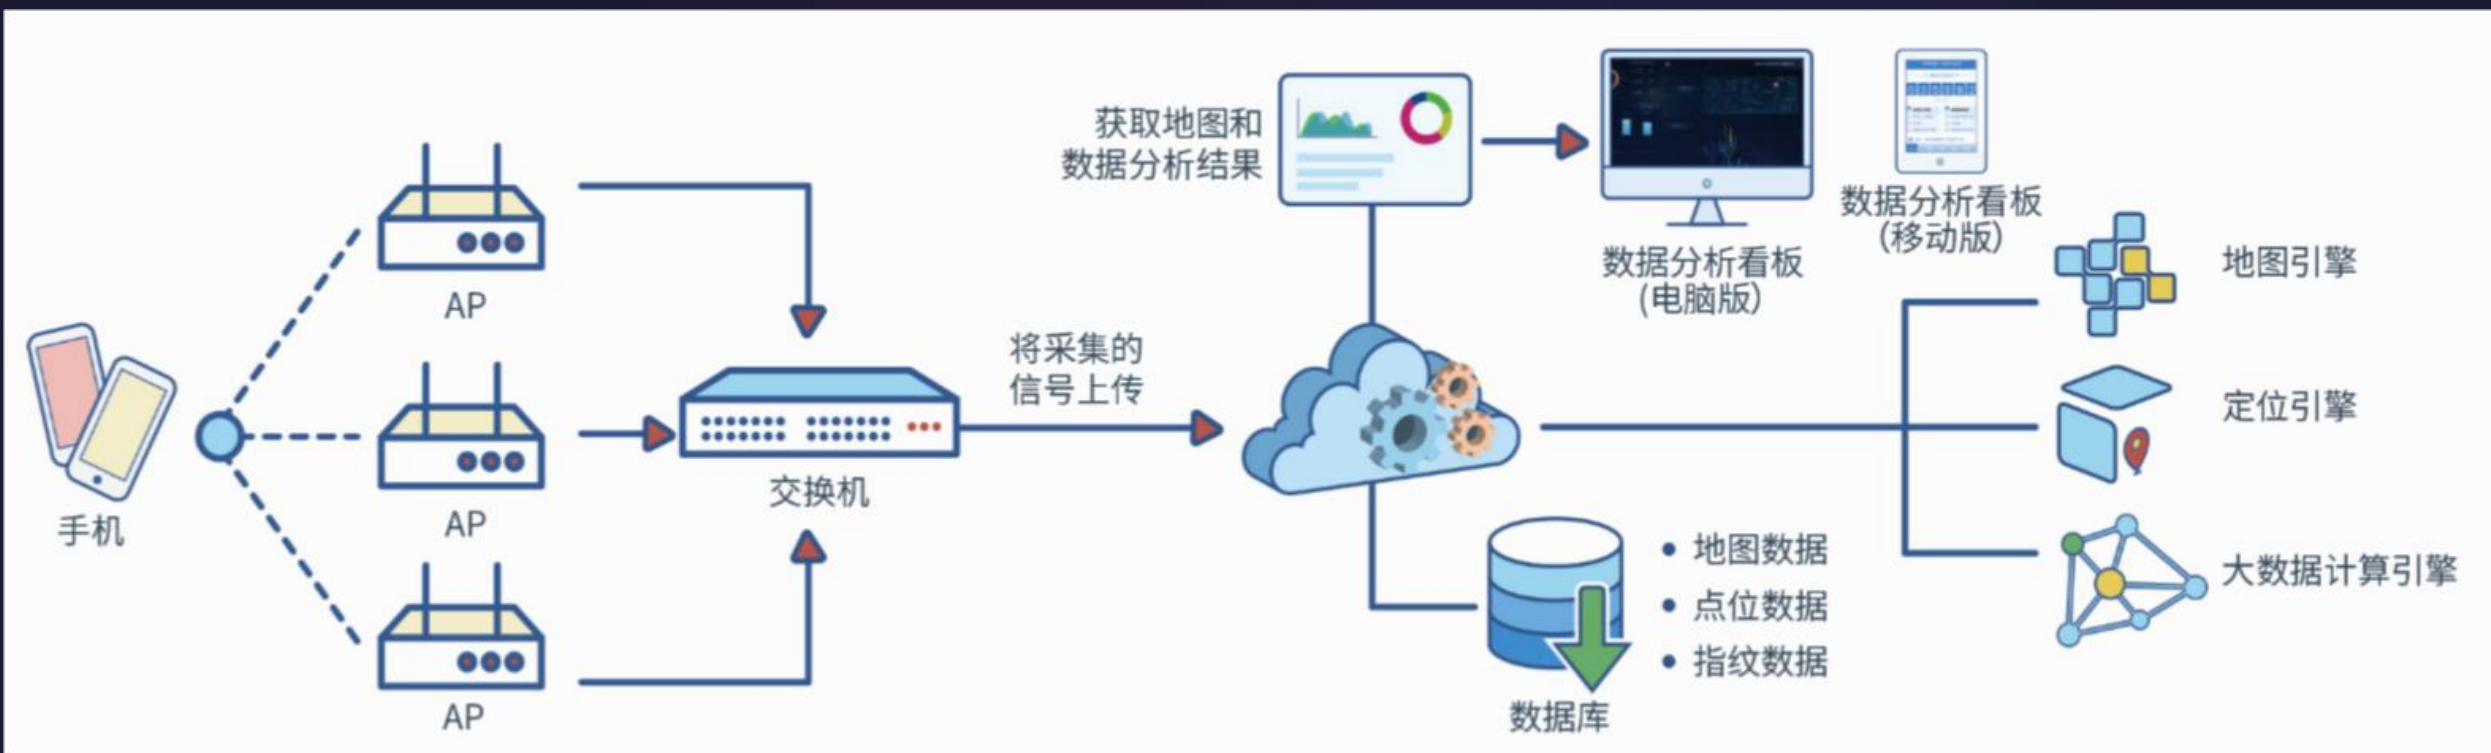 手机
AP
AP
AP
交换机
将采集的
信号上传
获取地图和
数据分析结果
数据分析看板
(电脑版)
数据分析看板
(移动版)
地图引擎
定位引擎
大数据计算引擎
• 地图数据
• 点位数据
• 指纹数据
数据库